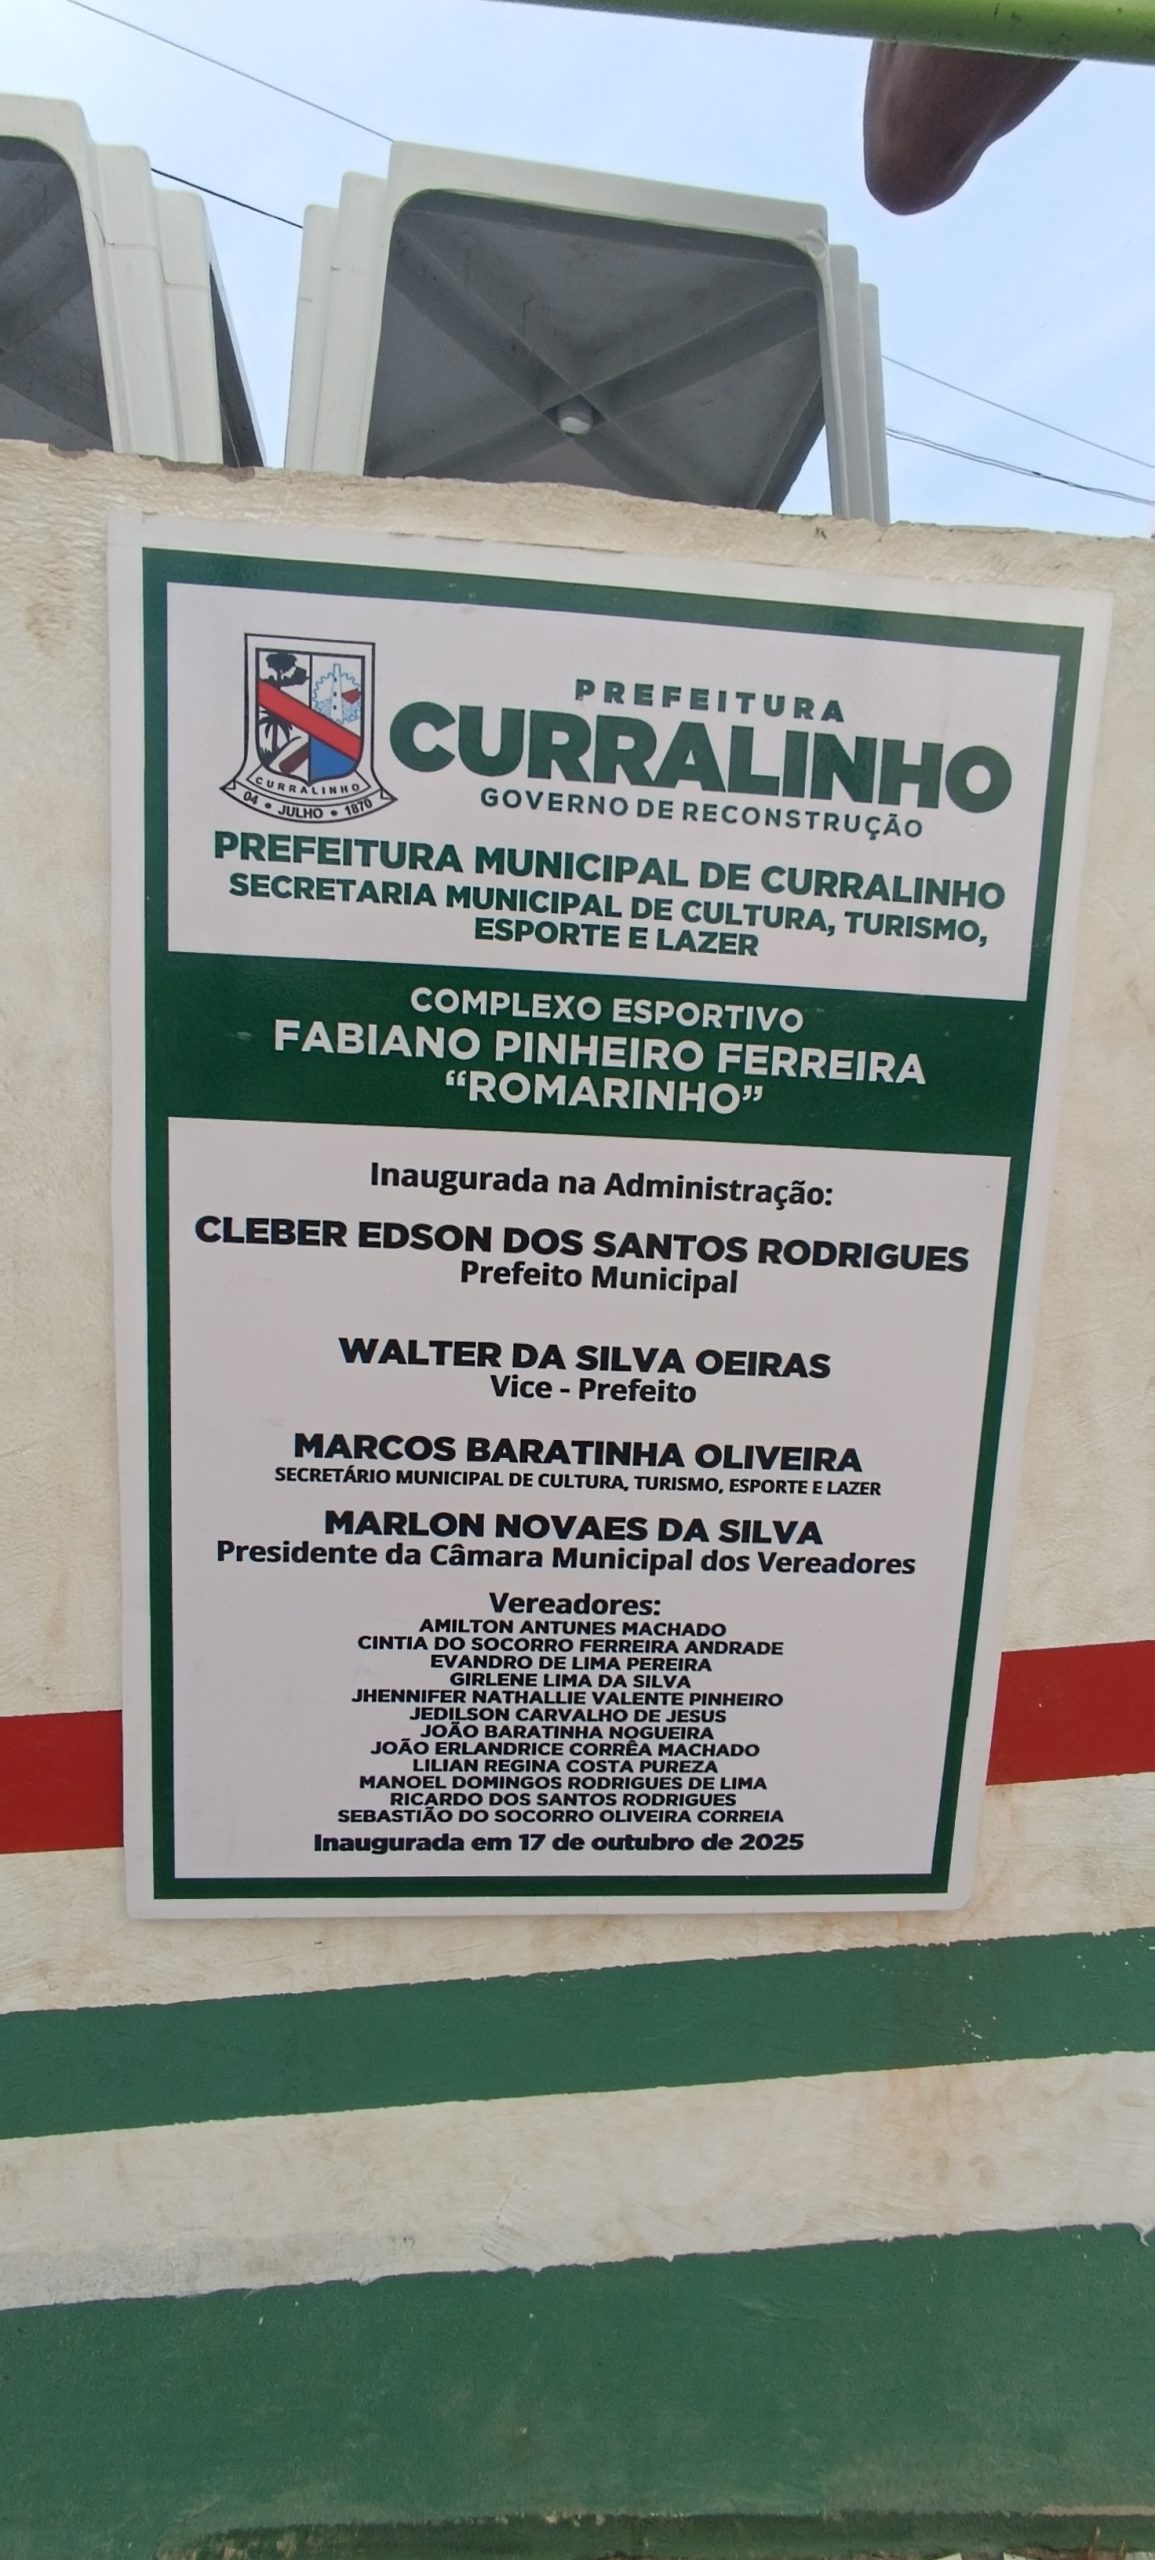 PREFEITURA
CURRALINHO
GOVERNO DE RECONSTRUÇÃO
CURRALINHO
04 • JULHO • 1870
PREFEITURA MUNICIPAL DE CURRALINHO
SECRETARIA MUNICIPAL DE CULTURA, TURISMO,
ESPORTE E LAZER
COMPLEXO ESPORTIVO
FABIANO PINHEIRO FERREIRA
“ROMARINHO”
Inaugurada na Administração:
CLEBER EDSON DOS SANTOS RODRIGUES
Prefeito Municipal
WALTER DA SILVA OEIRAS
Vice - Prefeito
MARCOS BARATINHA OLIVEIRA
SECRETÁRIO MUNICIPAL DE CULTURA, TURISMO, ESPORTE E LAZER
MARLON NOVAES DA SILVA
Presidente da Câmara Municipal dos Vereadores
Vereadores:
AMILTON ANTUNES MACHADO
CINTIA DO SOCORRO FERREIRA ANDRADE
EVANDRO DE LIMA PEREIRA
GIRLENE LIMA DA SILVA
JHENNIFER NATHALLIE VALENTE PINHEIRO
JEDILSON CARVALHO DE JESUS
JOÃO BARATINHA NOGUEIRA
JOÃO ERLANDRICE CORRÊA MACHADO
LILIAN REGINA COSTA PUREZA
MANOEL DOMINGOS RODRIGUES DE LIMA
RICARDO DOS SANTOS RODRIGUES
SEBASTIÃO DO SOCORRO OLIVEIRA CORREIA
Inaugurada em 17 de outubro de 2025